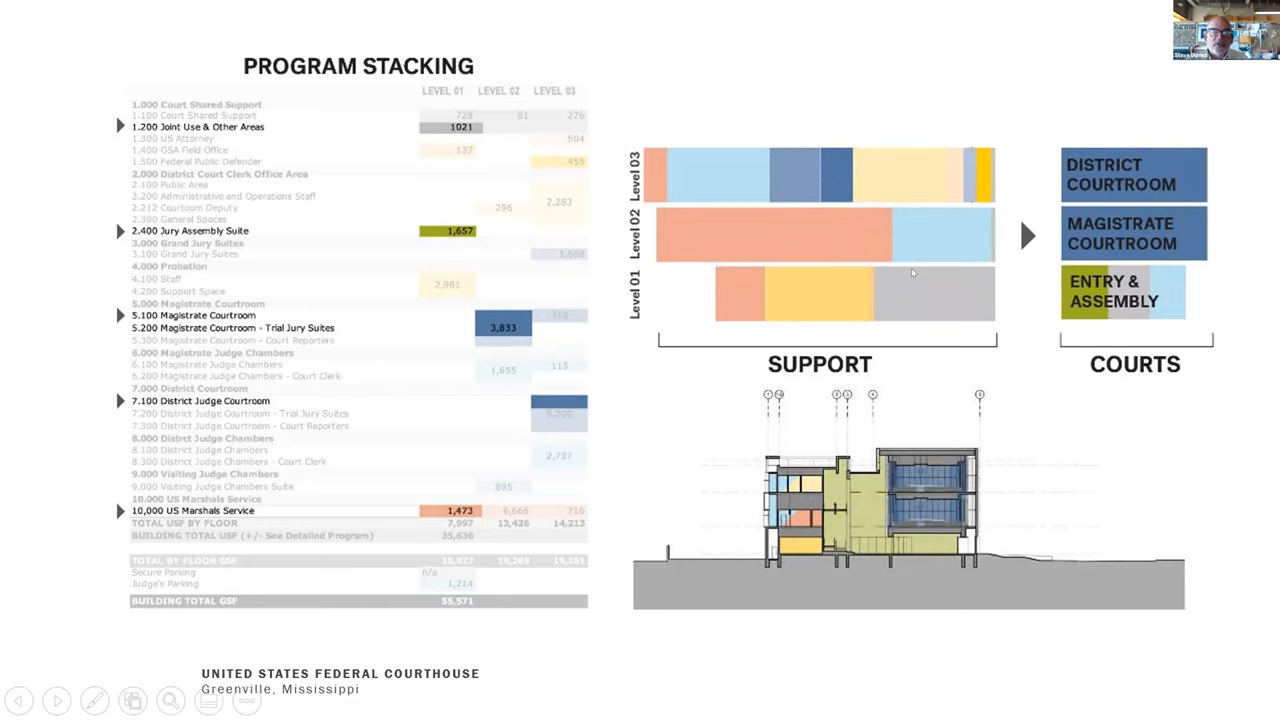 PROGRAM STACKING
LEVEL 01 LEVEL 02 LEVEL 03
1.000 Court Shared Support
1.100 Court Shared Support 728 81 276
1.200 Joint Use & Other Areas 1021
1.300 US Attorney 504
1.400 GSA Field Office 137
1.500 Federal Public Defender 455
2.000 District Court Clerk Office Area
2.100 Public Area
2.200 Administrative and Operations Staff 2,283
2.212 Courtoom Deputy 296
2.300 General Spaces
2.400 Jury Assembly Suite 1,657
3.000 Grand Jury Suites
3.100 Grand Jury Suites
4.000 Probation
4.100 Staff 2,981
4.200 Support Space
5.000 Magistrate Courtroom
5.100 Magistrate Courtroom
5.200 Magistrate Courtroom - Trial Jury Suites 3,833
5.300 Magistrate Courtroom - Court Reporters
6.000 Magistrate Judge Chambers
6.100 Magistrate Judge Chambers 1,655 115
6.200 Magistrate Judge Chambers - Court Clerk
7.000 District Courtroom
7.100 District Judge Courtroom
7.200 District Judge Courtroom - Trial Jury Suites
7.300 District Judge Courtroom - Court Reporters
8.000 Distrct Judge Chambers
8.100 District Judge Chambers 2,737
8.300 District Judge Chambers - Court Clerk
9.000 Visiting Judge Chambers
9.000 Visiting Judge Chambers Suite 895
10.000 US Marshals Service
10,000 US Marshals Service 1,473 6,666 716
TOTAL USF BY FLOOR 7,997 13,426 14,213
BUILDING TOTAL USF (+/- See Detailed Program) 35,636
TOTAL BY FLOOR GSF 19,269
Secure Parking n/a
Judge's Parking 1,214
BUILDING TOTAL GSF 55,571
Level 03
Level 02
Level 01
DISTRICT
COURTROOM
MAGISTRATE
COURTROOM
ENTRY &
ASSEMBLY
SUPPORT
COURTS
UNITED STATES FEDERAL COURTHOUSE
Greenville, Mississippi